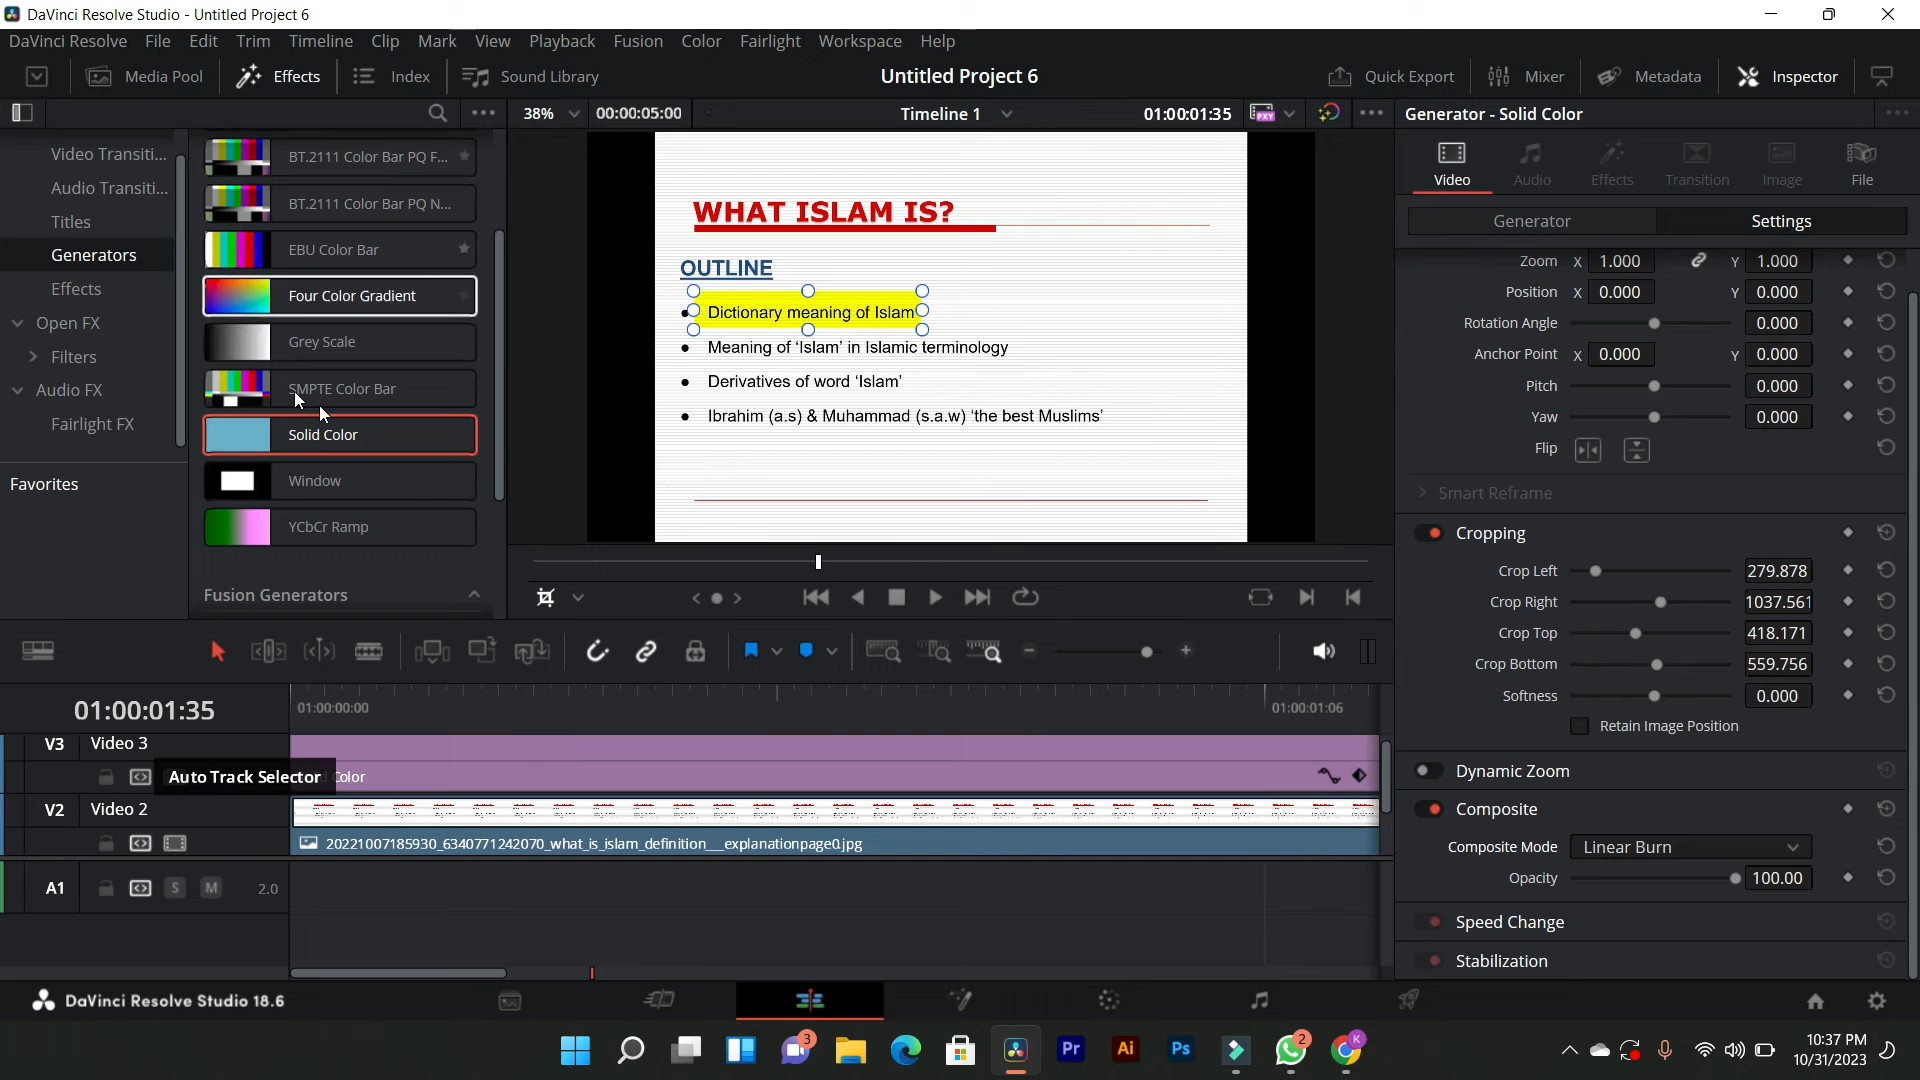 DaVinci Resolve Studio - Untitled Project 6
DaVinci Resolve File Edit Trim Timeline Clip Mark View Playback Fusion Color Fairlight Workspace Help
Media Pool Effects Index Sound Library Untitled Project 6 Quick Export Mixer Metadata Inspector
38% 00:00:05:00 Timeline 1 01:00:01:35 PXY Generator - Solid Color
Video Transiti...
Audio Transiti...
Titles
Generators
Effects
Open FX
Filters
Audio FX
Fairlight FX
Favorites
BT.2111 Color Bar PQ F...
BT.2111 Color Bar PQ N...
EBU Color Bar
Four Color Gradient
Grey Scale
SMPTE Color Bar
Solid Color
Window
YCbCr Ramp
Fusion Generators
WHAT ISLAM IS?
OUTLINE
• Dictionary meaning of Islam
• Meaning of ‘Islam’ in Islamic terminology
• Derivatives of word ‘Islam’
• Ibrahim (a.s) & Muhammad (s.a.w) ‘the best Muslims’
Video Audio Effects Transition Image File
Generator Settings
Zoom X 1.000 Y 1.000
Position X 0.000 Y 0.000
Rotation Angle 0.000
Anchor Point X 0.000 Y 0.000
Pitch 0.000
Yaw 0.000
Flip
Smart Reframe
Cropping
Crop Left 279.878
Crop Right 1037.561
Crop Top 418.171
Crop Bottom 559.756
Softness 0.000
Retain Image Position
Dynamic Zoom
Composite
Composite Mode Linear Burn
Opacity 100.00
Speed Change
Stabilization
01:00:01:35 01:00:00:00 01:00:01:06
V3 Video 3
Auto Track Selector Color
V2 Video 2
20221007185930_6340771242070_what_is_islam_definition__explanationpage0.jpg
A1 S M 2.0
DaVinci Resolve Studio 18.6
3 Pr Ai Ps 2 K
10:37 PM
10/31/2023